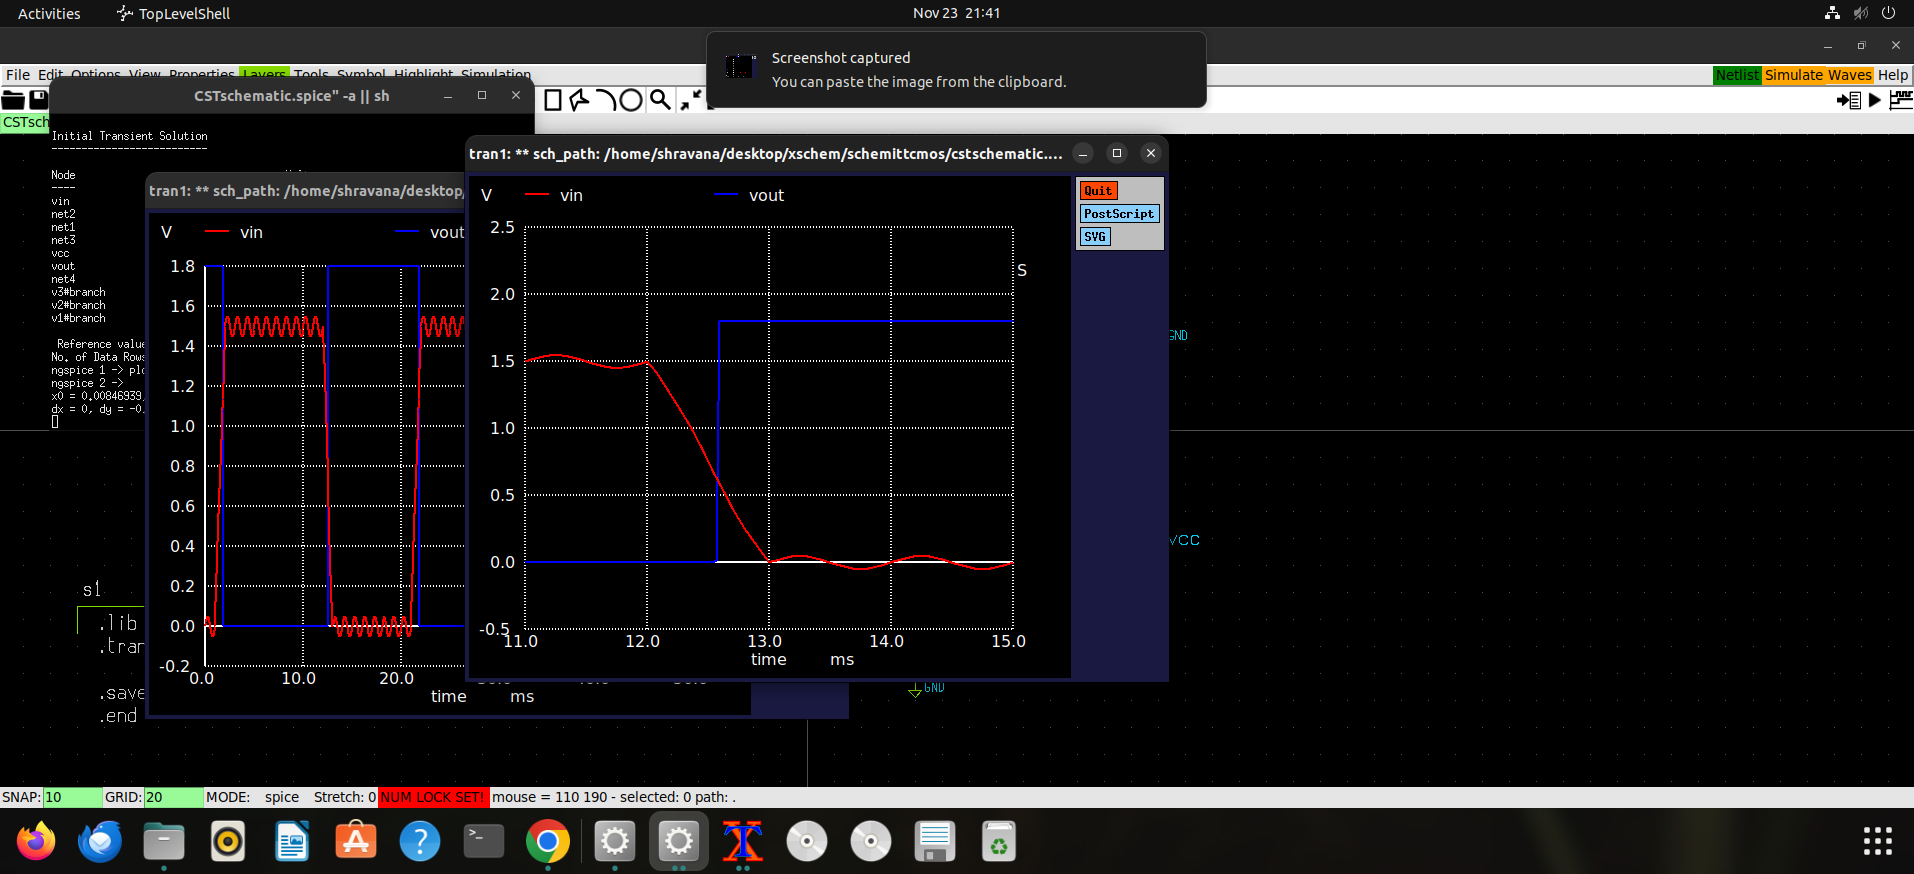 Activities
TopLevelShell
Nov 23 21:41
Screenshot captured
You can paste the image from the clipboard.
File Edit Options View Properties Layers Tools Symbol Highlight Simulation
Netlist Simulate Waves Help
CSTsch
CSTschematic.spice" -a || sh
Initial Transient Solution
--------------------------
Node
----
vin
net2
net1
net3
vcc
vout
net4
v3#branch
v2#branch
v1#branch
Reference value
No. of Data Rows
ngspice 1 -> plo
ngspice 2 ->
x0 = 0.00846939,
dx = 0, dy = -0.
tran1: ** sch_path: /home/shravana/desktop/
V
vin
vout
1.8
1.6
1.4
1.2
1.0
0.8
0.6
0.4
0.2
0.0
-0.2
0.0 10.0 20.0
time ms
tran1: ** sch_path: /home/shravana/desktop/xschem/schemittcmos/cstschematic....
V
vin
vout
2.5
2.0
1.5
1.0
0.5
0.0
-0.5
11.0 12.0 13.0 14.0 15.0
time ms
S
Quit
PostScript
SVG
GND
VCC
GND
sl
.lib
.tran
.save
.end
SNAP: 10 GRID: 20 MODE: spice Stretch: 0 NUM LOCK SET! mouse = 110 190 - selected: 0 path: .